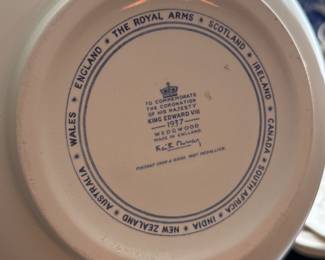 THE ROYAL ARMS ★ SCOTLAND ★ IRELAND ★ CANADA ★ SOUTH AFRICA ★ INDIA ★ NEW ZEALAND ★ AUSTRALIA ★ WALES ★ ENGLAND ★
TO COMMEMORATE
THE CORONATION
OF HIS MAJESTY
KING EDWARD VIII
1937
WEDGWOOD
MADE IN ENGLAND